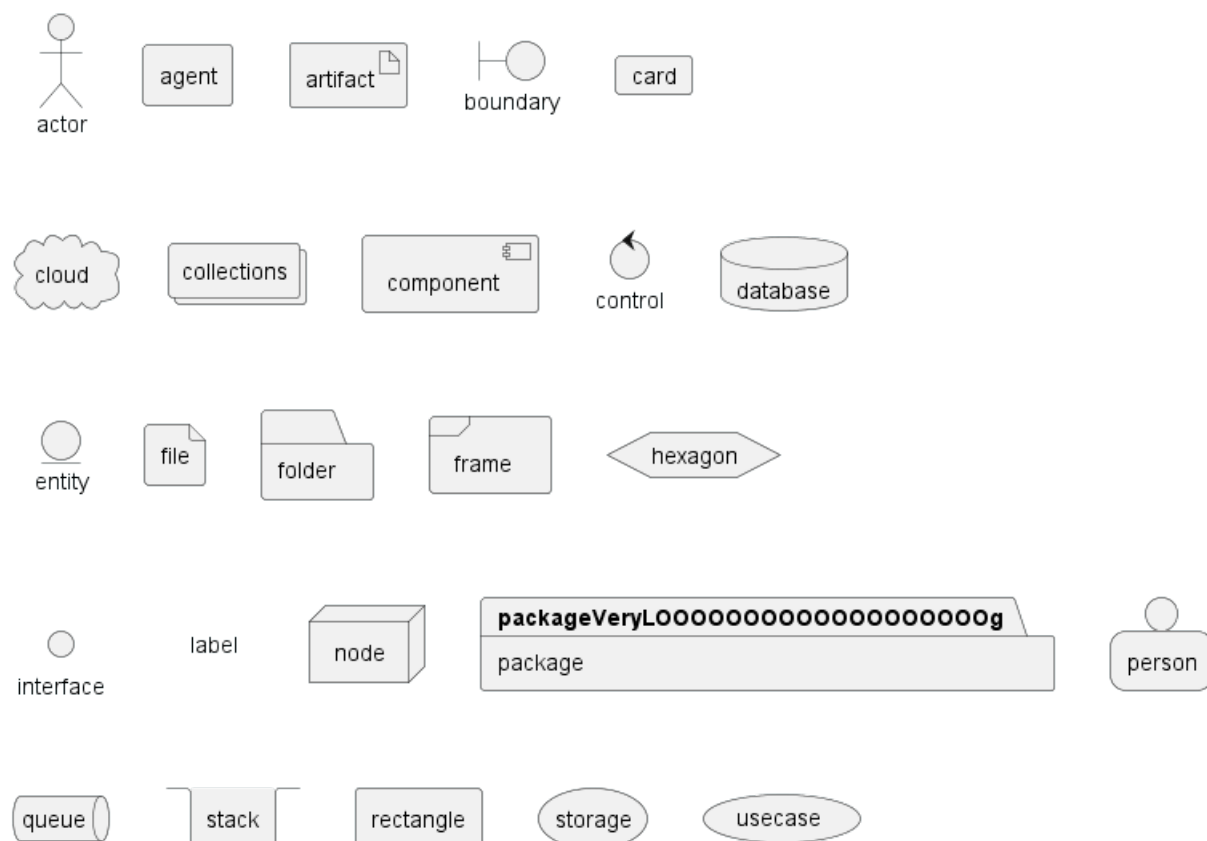 actor
agent
artifact
boundary
card
cloud
collections
component
control
database
entity
file
folder
frame
hexagon
interface
label
node
packageVeryLOOOOOOOOOOOOOOOOOOOg
package
person
queue
stack
rectangle
storage
usecase